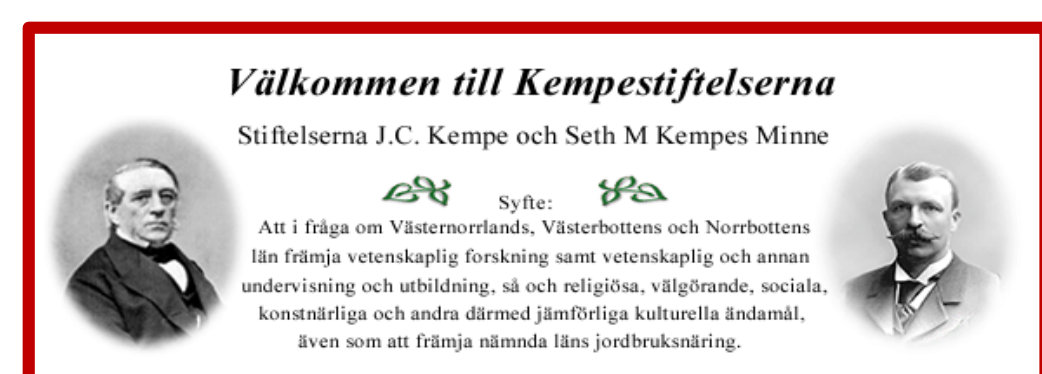 Välkommen till Kempestiftelserna
Stiftelserna J.C. Kempe och Seth M Kempes Minne
Syfte:
Att i fråga om Västernorrlands, Västerbottens och Norrbottens
län främja vetenskaplig forskning samt vetenskaplig och annan
undervisning och utbildning, så och religiösa, välgörande, sociala,
konstnärliga och andra därmed jämförliga kulturella ändamål,
även som att främja nämnda läns jordbruksnäring.